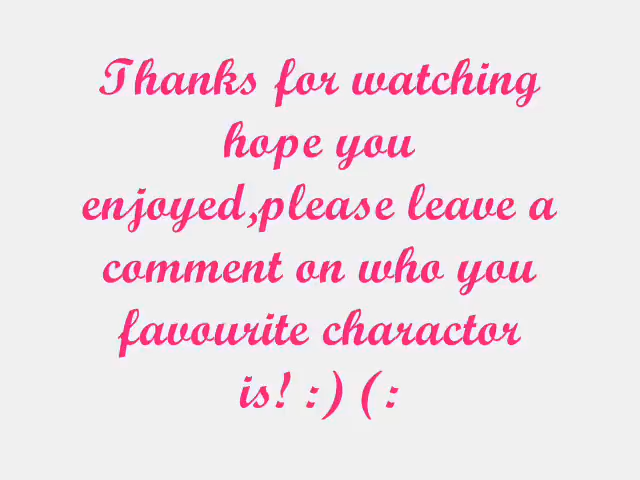 Thanks for watching
hope you
enjoyed,please leave a
comment on who you
favourite charactor
is! :) (: